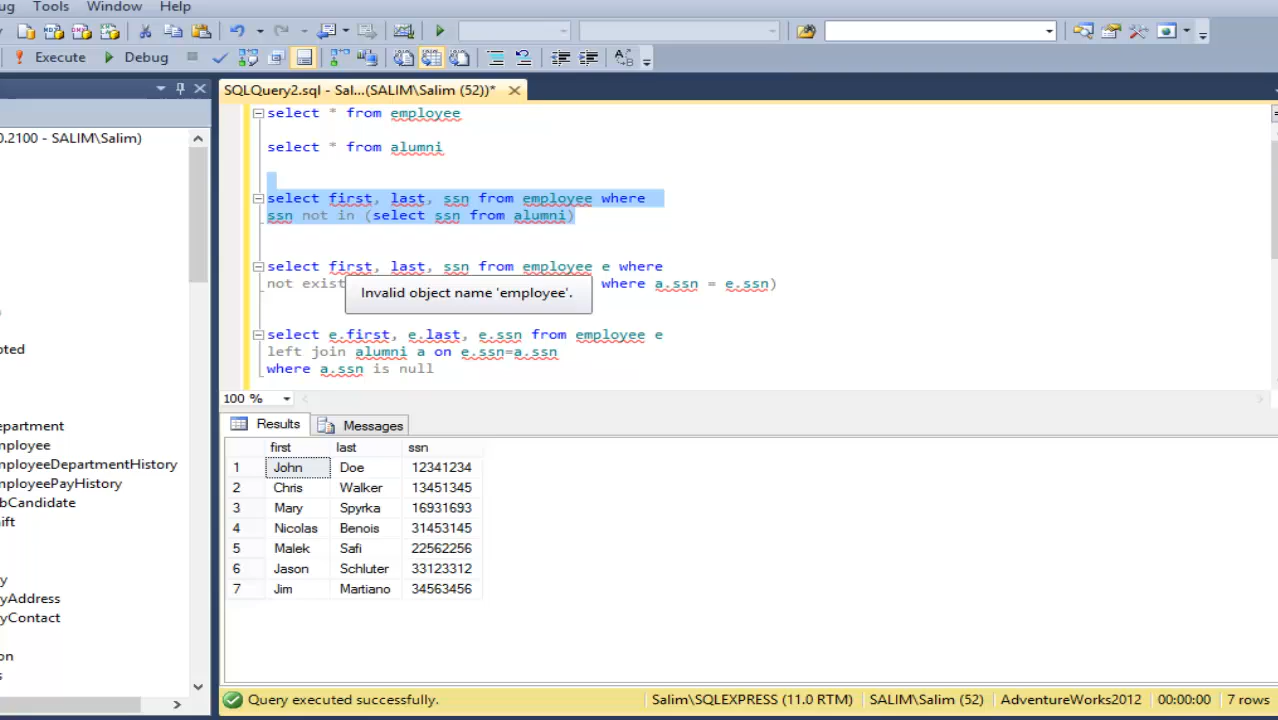 ug Tools Window Help
Execute Debug
SQLQuery2.sql - Sal...(SALIM\Salim (52))*
select * from employee
0.2100 - SALIM\Salim)
select * from alumni
select first, last, ssn from employee where
ssn not in (select ssn from alumni)
select first, last, ssn from employee e where
not exist where a.ssn = e.ssn)
Invalid object name 'employee'.
select e.first, e.last, e.ssn from employee e
left join alumni a on e.ssn=a.ssn
where a.ssn is null
pted
100 %
epartment
mployee
mployeeDepartmentHistory
mployeePayHistory
bCandidate
ift
y
yAddress
yContact
on
s
Results Messages
first last ssn
1 John Doe 12341234
2 Chris Walker 13451345
3 Mary Spyrka 16931693
4 Nicolas Benois 31453145
5 Malek Safi 22562256
6 Jason Schluter 33123312
7 Jim Martiano 34563456
Query executed successfully. Salim\SQLEXPRESS (11.0 RTM) SALIM\Salim (52) AdventureWorks2012 00:00:00 7 rows